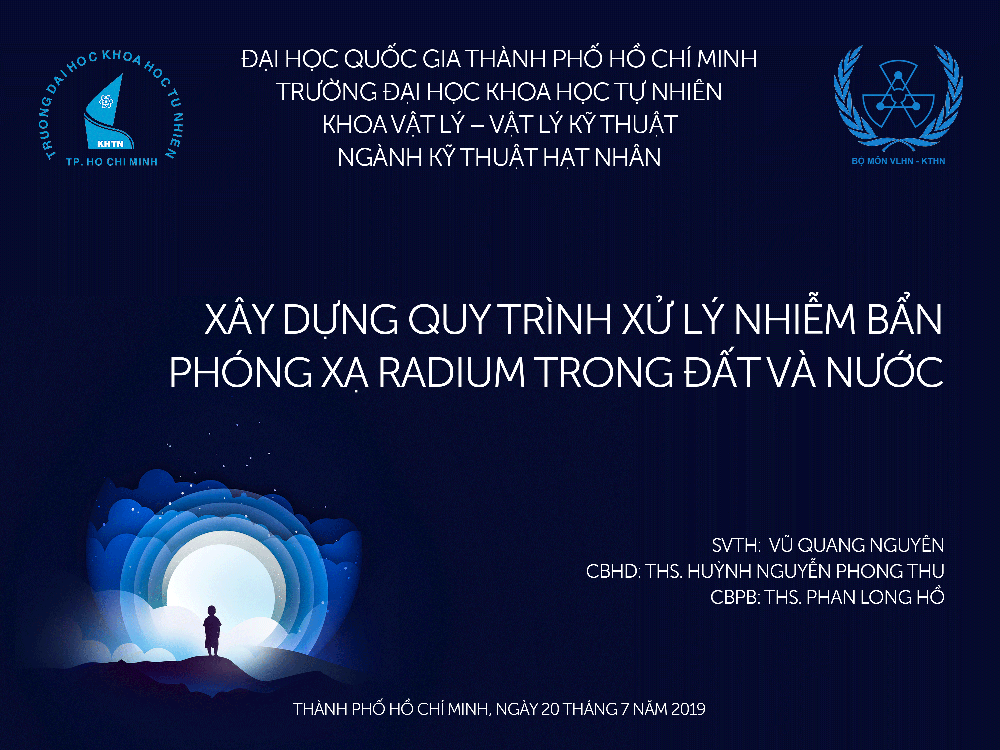 TRUONG DAI HOC KHOA HOC TU NHIEN
KHTN
TP. HO CHI MINH
ĐẠI HỌC QUỐC GIA THÀNH PHỐ HỒ CHÍ MINH
TRƯỜNG ĐẠI HỌC KHOA HỌC TỰ NHIÊN
KHOA VẬT LÝ – VẬT LÝ KỸ THUẬT
NGÀNH KỸ THUẬT HẠT NHÂN
BỘ MÔN VLHN - KTHN
XÂY DỰNG QUY TRÌNH XỬ LÝ NHIỄM BẨN
PHÓNG XẠ RADIUM TRONG ĐẤT VÀ NƯỚC
SVTH: VŨ QUANG NGUYÊN
CBHD: THS. HUỲNH NGUYỄN PHONG THU
CBPB: THS. PHAN LONG HỒ
THÀNH PHỐ HỒ CHÍ MINH, NGÀY 20 THÁNG 7 NĂM 2019